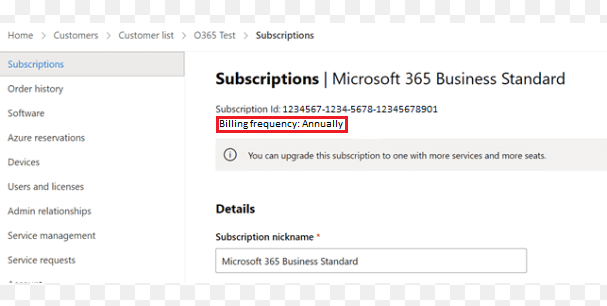 Home > Customers > Customer list > O365 Test > Subscriptions
Subscriptions
Order history
Software
Azure reservations
Devices
Users and licenses
Admin relationships
Service management
Service requests
Subscriptions | Microsoft 365 Business Standard
Subscription Id: 1234567-1234-5678-12345678901
Billing frequency: Annually
You can upgrade this subscription to one with more services and more seats.
Details
Subscription nickname *
Microsoft 365 Business Standard